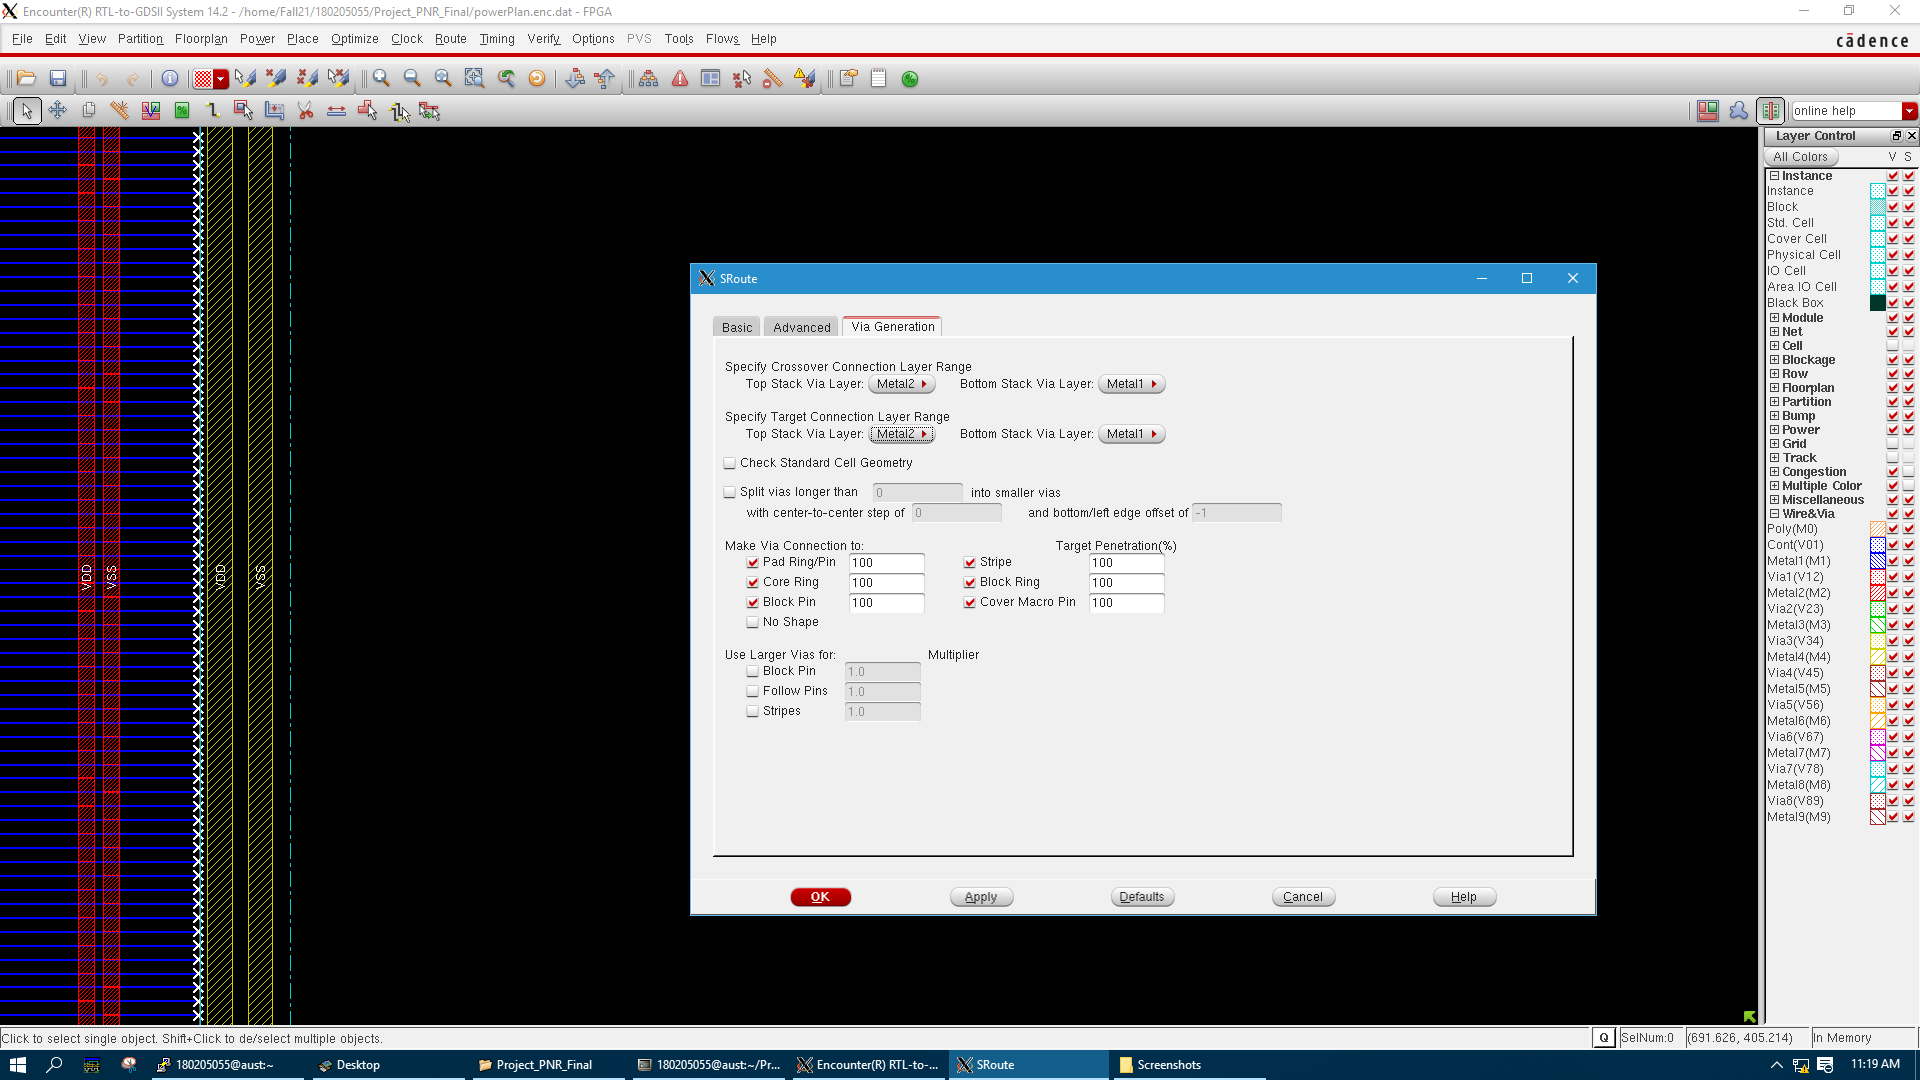 Encounter(R) RTL-to-GDSII System 14.2 - /home/Fall21/180205055/Project_PNR_Final/powerPlan.enc.dat - FPGA
File Edit View Partition Floorplan Power Place Optimize Clock Route Timing Verify Options PVS Tools Flows Help
cādence
online help
Layer Control
All Colors V S
Instance
Instance
Block
Std. Cell
Cover Cell
Physical Cell
IO Cell
Area IO Cell
Black Box
Module
Net
Cell
Blockage
Row
Floorplan
Partition
Bump
Power
Grid
Track
Congestion
Multiple Color
Miscellaneous
Wire&Via
Poly(M0)
Cont(V01)
Metal1(M1)
Via1(V12)
Metal2(M2)
Via2(V23)
Metal3(M3)
Via3(V34)
Metal4(M4)
Via4(V45)
Metal5(M5)
Via5(V56)
Metal6(M6)
Via6(V67)
Metal7(M7)
Via7(V78)
Metal8(M8)
Via8(V89)
Metal9(M9)
VDD VSS VDD VSS
SRoute
Basic Advanced Via Generation
Specify Crossover Connection Layer Range
Top Stack Via Layer: Metal2 Bottom Stack Via Layer: Metal1
Specify Target Connection Layer Range
Top Stack Via Layer: Metal2 Bottom Stack Via Layer: Metal1
Check Standard Cell Geometry
Split vias longer than 0 into smaller vias
with center-to-center step of 0 and bottom/left edge offset of -1
Make Via Connection to: Target Penetration(%)
Pad Ring/Pin 100 Stripe 100
Core Ring 100 Block Ring 100
Block Pin 100 Cover Macro Pin 100
No Shape
Use Larger Vias for: Multiplier
Block Pin 1.0
Follow Pins 1.0
Stripes 1.0
OK Apply Defaults Cancel Help
Click to select single object. Shift+Click to de/select multiple objects.
Q SelNum:0 (691.626, 405.214) In Memory
180205055@aust:~ Desktop Project_PNR_Final 180205055@aust:~/Pr... Encounter(R) RTL-to-... SRoute Screenshots 11:19 AM